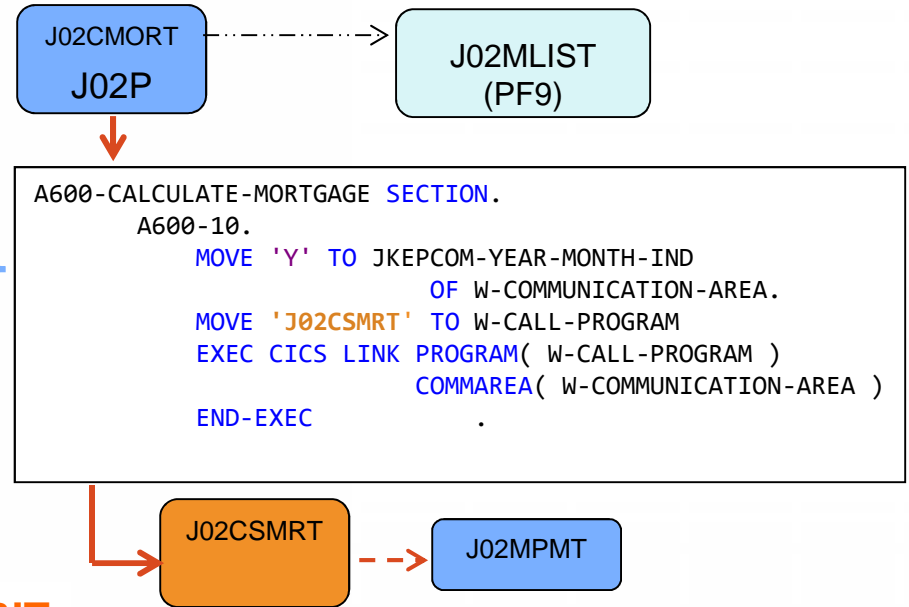 J02CMORT
J02P
J02MLIST
(PF9)
A600-CALCULATE-MORTGAGE SECTION.
A600-10.
MOVE 'Y' TO JKEPCOM-YEAR-MONTH-IND
OF W-COMMUNICATION-AREA.
MOVE 'J02CSMRT' TO W-CALL-PROGRAM
EXEC CICS LINK PROGRAM( W-CALL-PROGRAM )
COMMAREA( W-COMMUNICATION-AREA )
END-EXEC .
J02CSMRT
J02MPMT